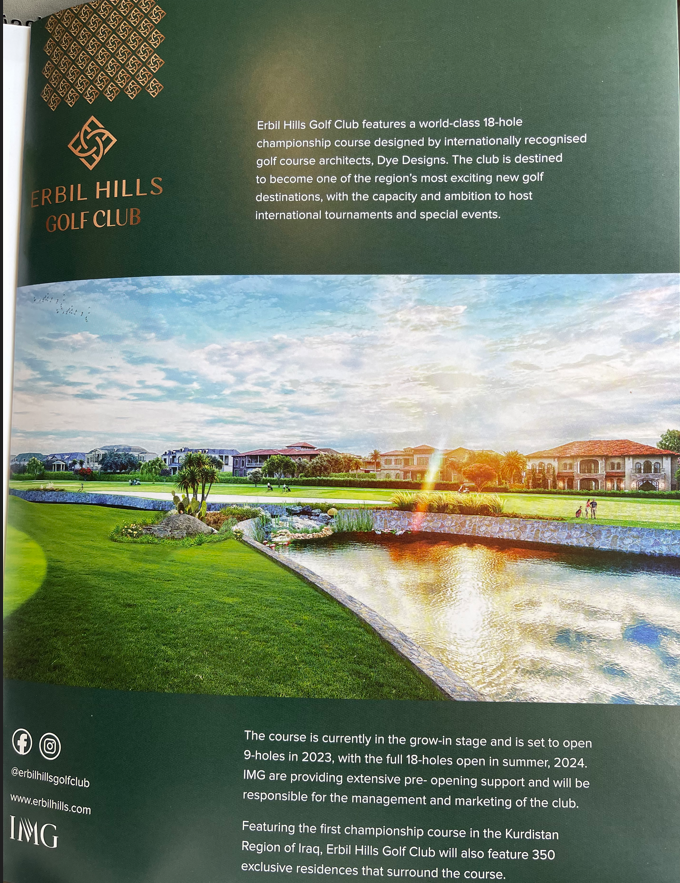 ERBIL HILLS
GOLF CLUB
Erbil Hills Golf Club features a world-class 18-hole
championship course designed by internationally recognised
golf course architects, Dye Designs. The club is destined
to become one of the region's most exciting new golf
destinations, with the capacity and ambition to host
international tournaments and special events.
@erbilhillsgolfclub
www.erbilhills.com
IMG
The course is currently in the grow-in stage and is set to open
9-holes in 2023, with the full 18-holes open in summer, 2024.
IMG are providing extensive pre- opening support and will be
responsible for the management and marketing of the club.
Featuring the first championship course in the Kurdistan
Region of Iraq, Erbil Hills Golf Club will also feature 350
exclusive residences that surround the course.